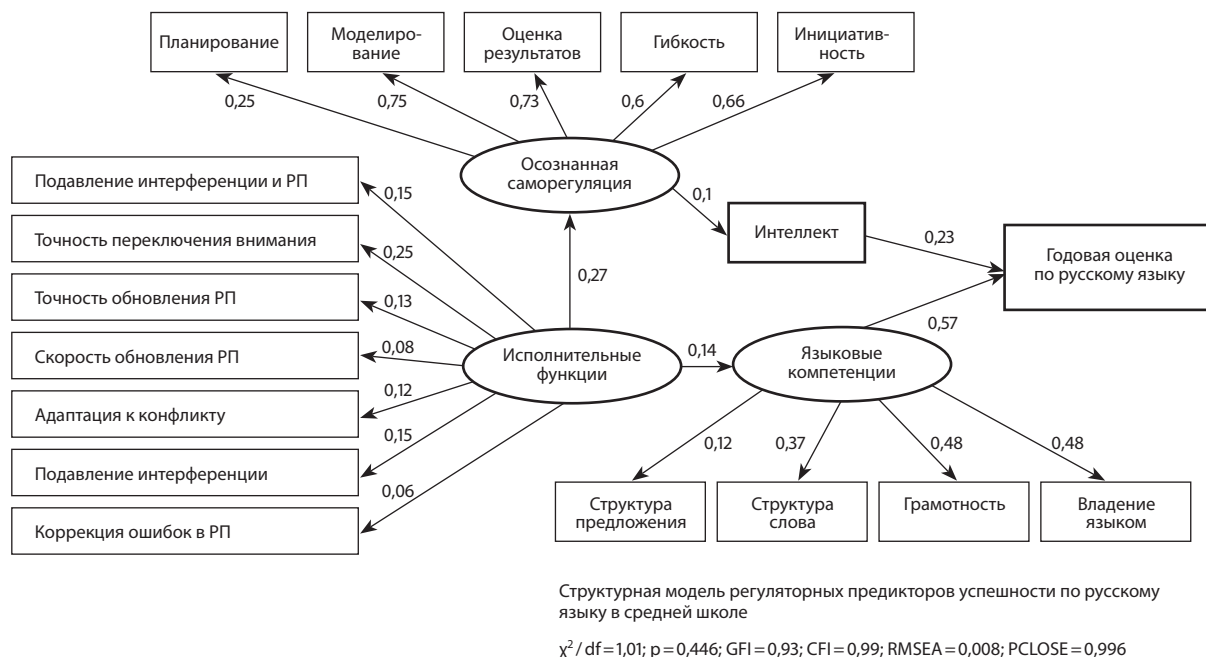 Планирование
Моделиро-
вание
Оценка
результатов
Гибкость
Инициатив-
ность
0,25
0,75
0,73
0,6
0,66
Осознанная
саморегуляция
Подавление интерференции и РП
0,15
0,1
Точность переключения внимания
0,25
Интеллект
0,23
Годовая оценка
по русскому языку
0,27
Точность обновления РП
0,13
0,57
Скорость обновления РП
0,08
Исполнительные
функции
0,14
Языковые
компетенции
Адаптация к конфликту
0,12
Подавление интерференции
0,15
0,12
0,37
0,48
0,48
0,06
Коррекция ошибок в РП
Структура
предложения
Структура
слова
Грамотность
Владение
языком
Структурная модель регуляторных предикторов успешности по русскому
языку в средней школе
χ²/ df=1,01; p=0,446; GFI=0,93; CFI=0,99; RMSEA=0,008; PCLOSE=0,996